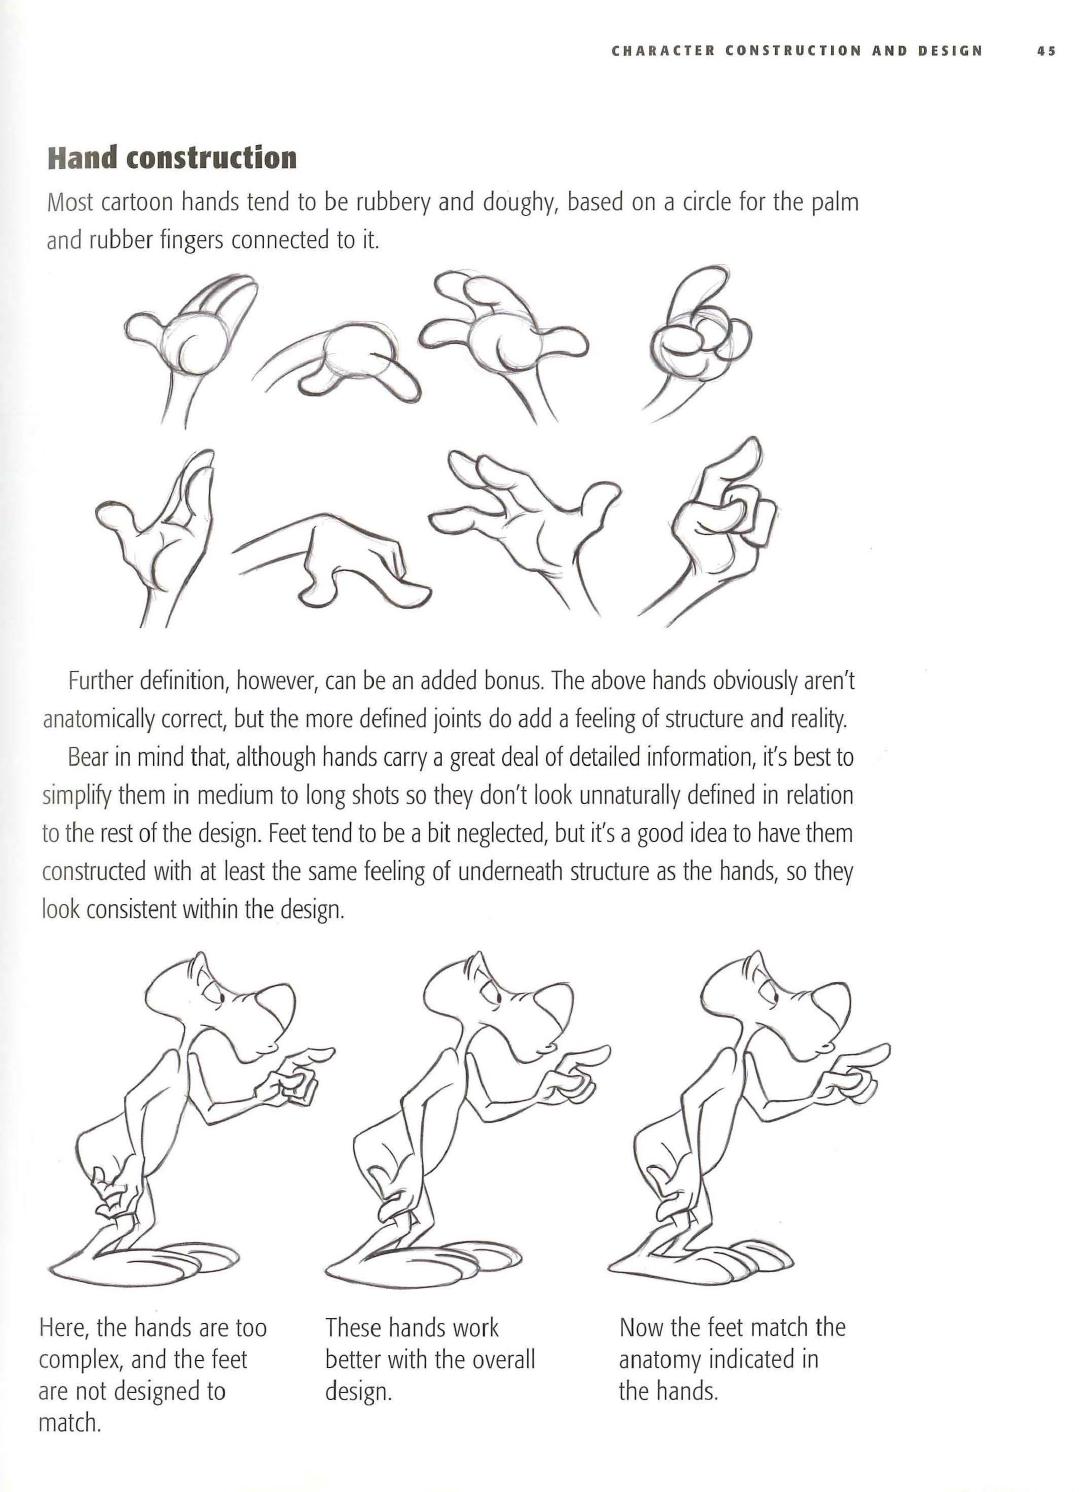 CHARACTER CONSTRUCTION AND DESIGN 45
Hand construction
Most cartoon hands tend to be rubbery and doughy, based on a circle for the palm
and rubber fingers connected to it.
Further definition, however, can be an added bonus. The above hands obviously aren't
anatomically correct, but the more defined joints do add a feeling of structure and reality.
Bear in mind that, although hands carry a great deal of detailed information, it's best to
simplify them in medium to long shots so they don't look unnaturally defined in relation
to the rest of the design. Feet tend to be a bit neglected, but it's a good idea to have them
constructed with at least the same feeling of underneath structure as the hands, so they
look consistent within the design.
Here, the hands are too
complex, and the feet
are not designed to
match.
These hands work
better with the overall
design.
Now the feet match the
anatomy indicated in
the hands.